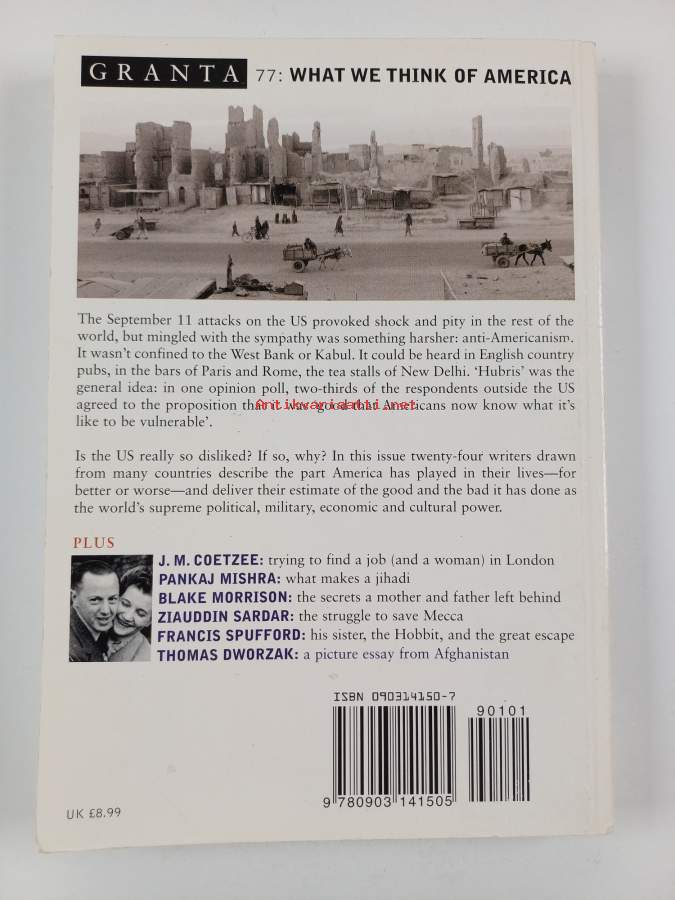 GRANTA 77: WHAT WE THINK OF AMERICA
The September 11 attacks on the US provoked shock and pity in the rest of the
world, but mingled with the sympathy was something harsher: anti-Americanism.
It wasn't confined to the West Bank or Kabul. It could be heard in English country
pubs, in the bars of Paris and Rome, the tea stalls of New Delhi. 'Hubris' was the
general idea: in one opinion poll, two-thirds of the respondents outside the US
agreed to the proposition that it was 'good that Americans now know what it's
Antikvariaatti.net
like to be vulnerable'.
Is the US really so disliked? If so, why? In this issue twenty-four writers drawn
from many countries describe the part America has played in their lives—for
better or worse—and deliver their estimate of the good and the bad it has done as
the world's supreme political, military, economic and cultural power.
PLUS
J. M. COETZEE: trying to find a job (and a woman) in London
PANKAJ MISHRA: what makes a jihadi
BLAKE MORRISON: the secrets a mother and father left behind
ZIAUDDIN SARDAR: the struggle to save Mecca
FRANCIS SPUFFORD: his sister, the Hobbit, and the great escape
THOMAS DWORZAK: a picture essay from Afghanistan
ISBN 090314150-7
90101
9 780903 141505
UK £8.99